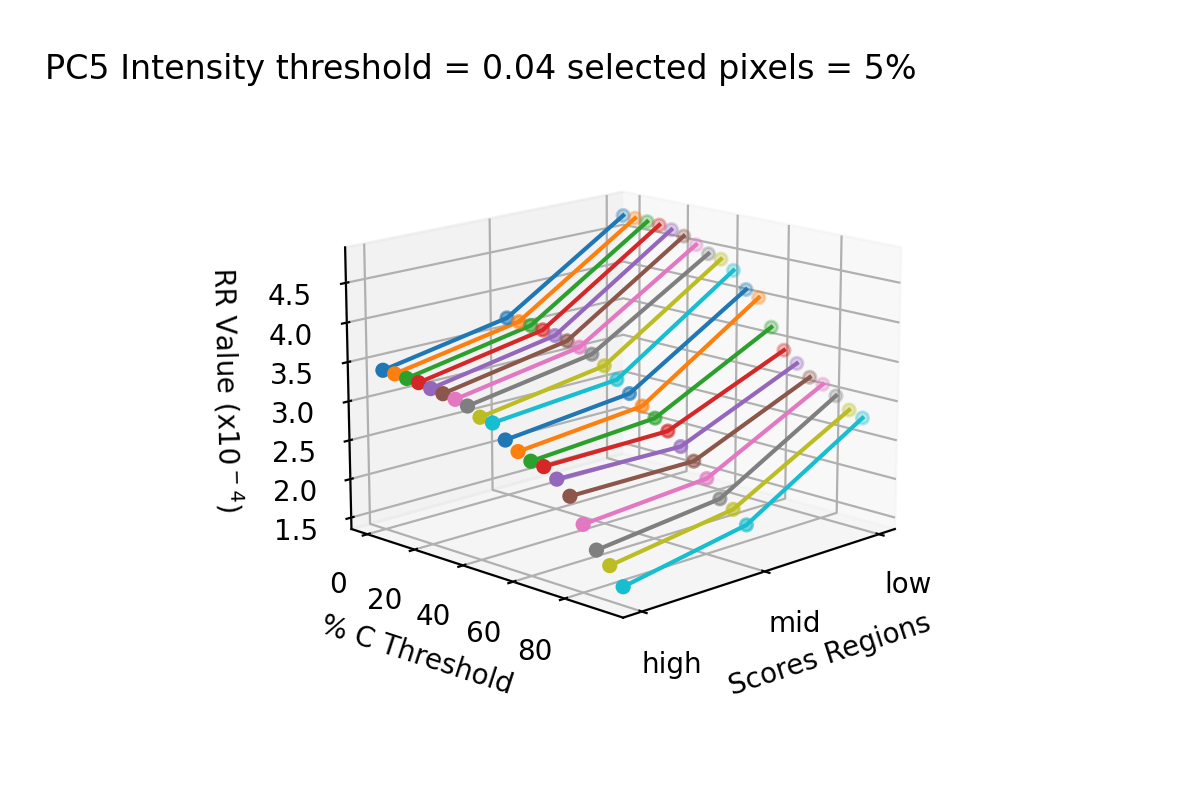 PC5 Intensity threshold = 0.04 selected pixels = 5%
RR Value (x10⁻⁴)
4.5
4.0
3.5
3.0
2.5
2.0
1.5
0
20
40
60
80
% C Threshold
high
mid
low
Scores Regions